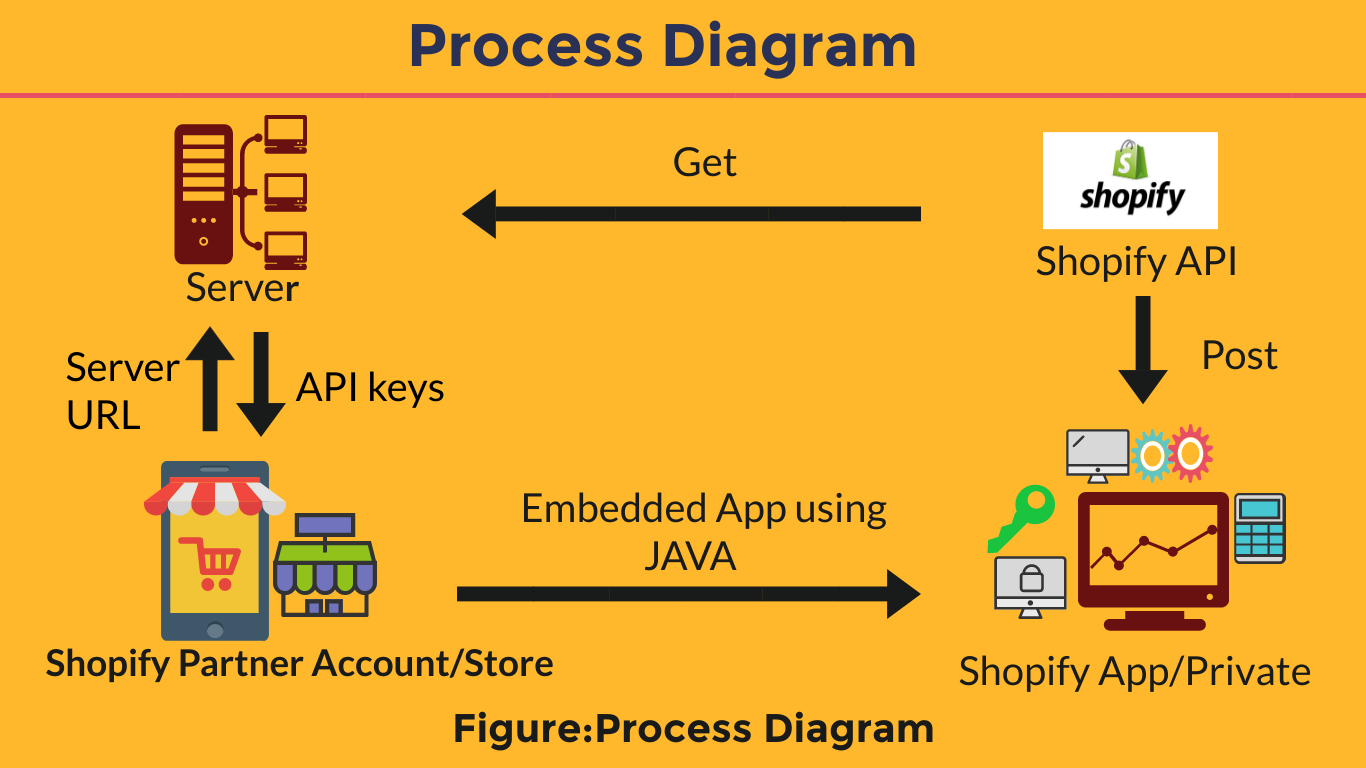 Process Diagram
Get
S
shopify
Shopify API
Server
Post
Server
URL
API keys
Embedded App using
JAVA
Shopify Partner Account/Store
Shopify App/Private
Figure:Process Diagram